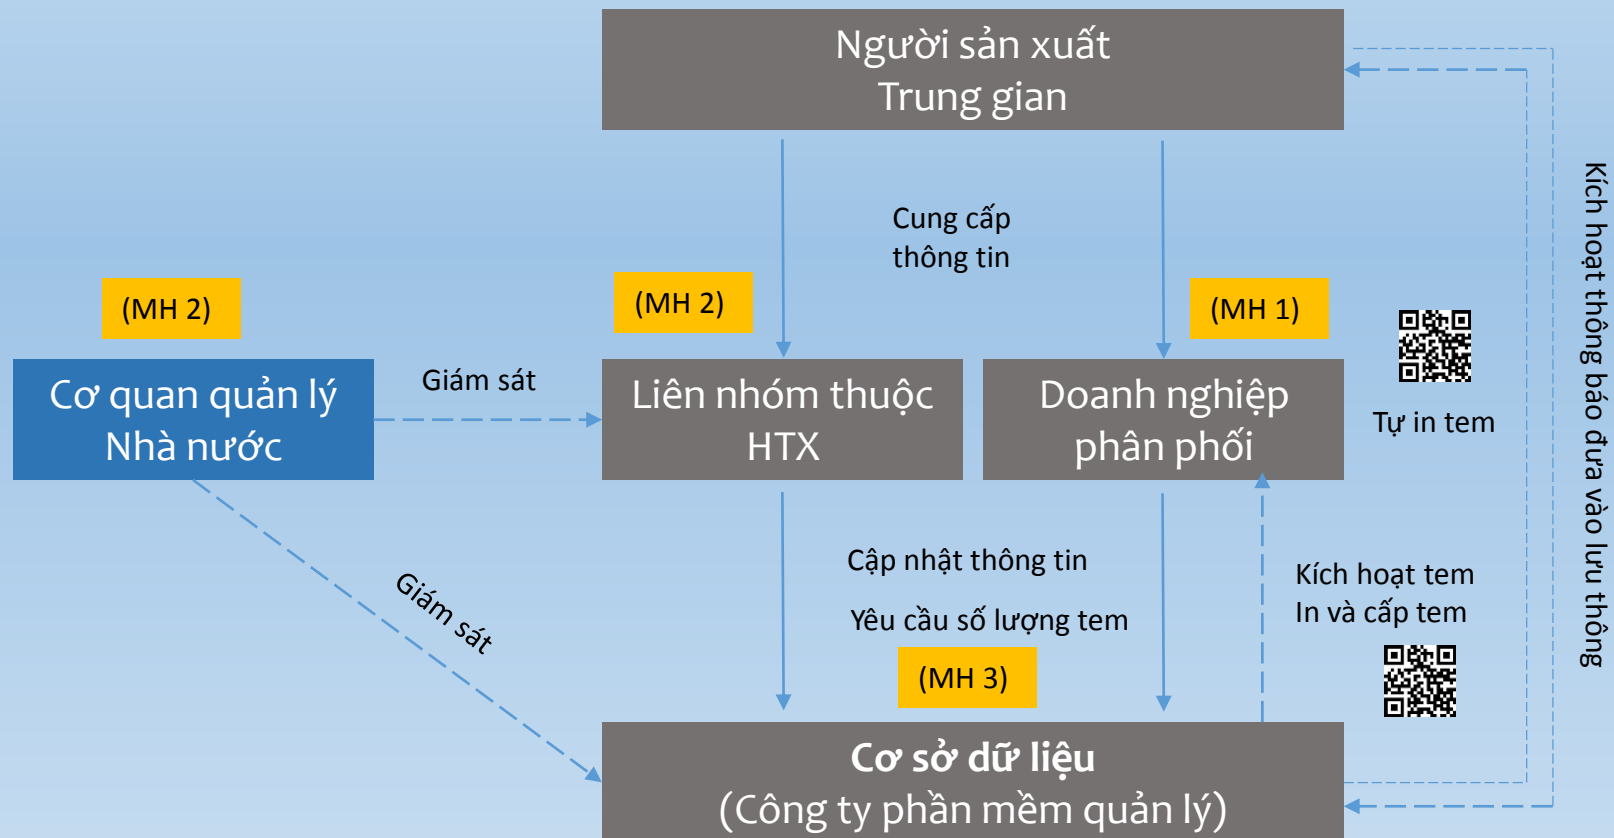 Người sản xuất
Trung gian
Cung cấp
thông tin
(MH 2)
(MH 2)
(MH 1)
Cơ quan quản lý
Nhà nước
Giám sát
Liên nhóm thuộc
HTX
Doanh nghiệp
phân phối
Tự in tem
Kích hoạt thông báo đưa vào lưu thông
Giám sát
Cập nhật thông tin
Yêu cầu số lượng tem
(MH 3)
Kích hoạt tem
In và cấp tem
Cơ sở dữ liệu
(Công ty phần mềm quản lý)